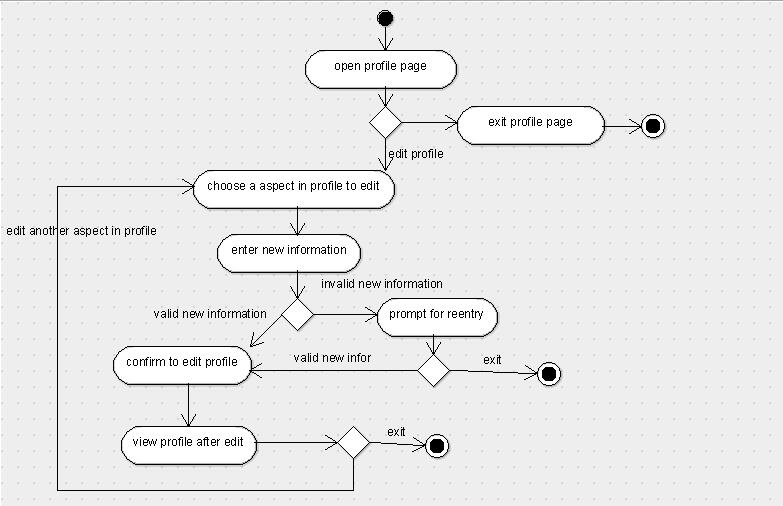 open profile page
exit profile page
edit profile
choose a aspect in profile to edit
edit another aspect in profile
enter new information
invalid new information
valid new information
prompt for reentry
confirm to edit profile
valid new infor
exit
view profile after edit
exit